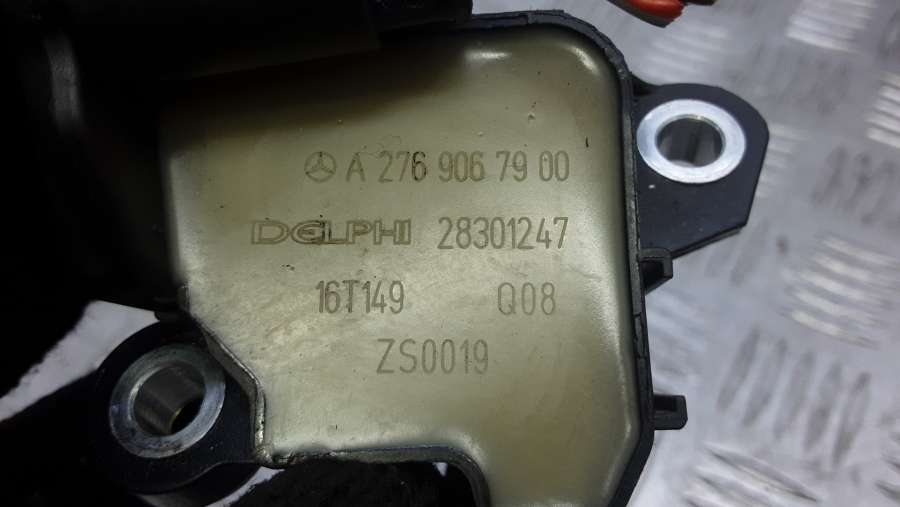 A 276 906 79 00
DELPHI 28301247
16T149 Q08
ZS0019